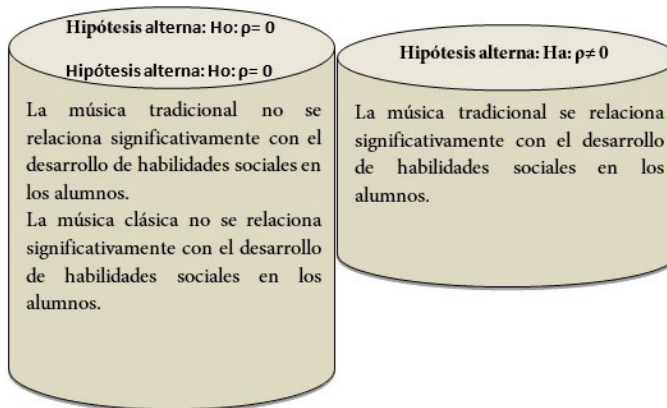 Hipótesis alterna: Ho: ρ= 0
Hipótesis alterna: Ho: ρ= 0
La música tradicional no se
relaciona significativamente con el
desarrollo de habilidades sociales en
los alumnos.
La música clásica no se relaciona
significativamente con el desarrollo
de habilidades sociales en los
alumnos.
Hipótesis alterna: Ha: ρ≠ 0
La música tradicional se relaciona
significativamente con el desarrollo
de habilidades sociales en los
alumnos.